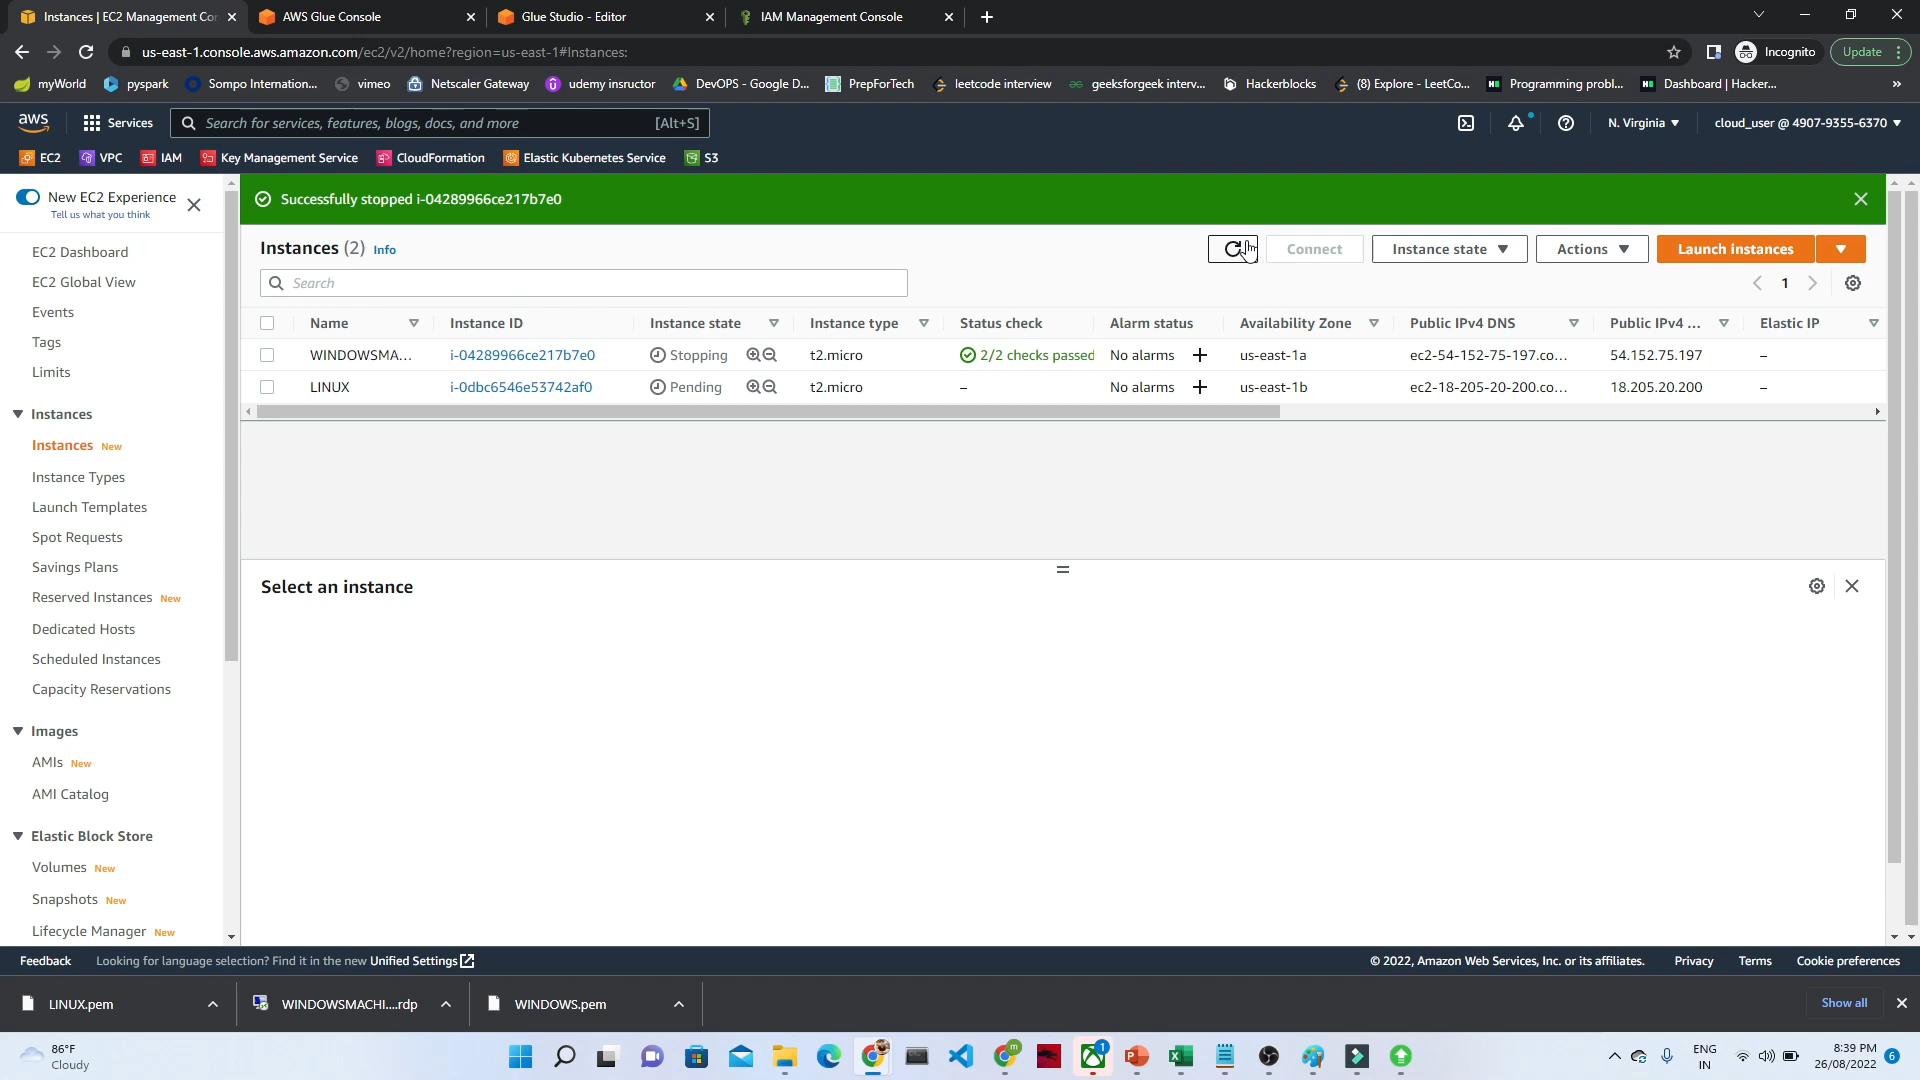 Instances | EC2 Management Cor
AWS Glue Console
Glue Studio - Editor
IAM Management Console
us-east-1.console.aws.amazon.com/ec2/v2/home?region=us-east-1#Instances:
Incognito
Update
myWorld
pyspark
Sompo Internation...
vimeo
Netscaler Gateway
udemy insructor
DevOPS - Google D...
PrepForTech
leetcode interview
geeksforgeek interv...
Hackerblocks
(8) Explore - LeetCo...
Programming probl...
Dashboard | Hacker...
»
aws
Services
Search for services, features, blogs, docs, and more
[Alt+S]
N. Virginia
cloud_user @ 4907-9355-6370
EC2
VPC
IAM
Key Management Service
CloudFormation
Elastic Kubernetes Service
S3
New EC2 Experience
Tell us what you think
EC2 Dashboard
EC2 Global View
Events
Tags
Limits
Instances
Instances New
Instance Types
Launch Templates
Spot Requests
Savings Plans
Reserved Instances New
Dedicated Hosts
Scheduled Instances
Capacity Reservations
Images
AMIs New
AMI Catalog
Elastic Block Store
Volumes New
Snapshots New
Lifecycle Manager New
Successfully stopped i-04289966ce217b7e0
Instances (2) Info
Connect
Instance state
Actions
Launch instances
Search
1
Name Instance ID Instance state Instance type Status check Alarm status Availability Zone Public IPv4 DNS Public IPv4 ... Elastic IP
WINDOWSMA... i-04289966ce217b7e0 Stopping t2.micro 2/2 checks passed No alarms + us-east-1a ec2-54-152-75-197.co... 54.152.75.197 –
LINUX i-0dbc6546e53742af0 Pending t2.micro – No alarms + us-east-1b ec2-18-205-20-200.co... 18.205.20.200 –
Select an instance
Feedback
Looking for language selection? Find it in the new Unified Settings
© 2022, Amazon Web Services, Inc. or its affiliates.
Privacy
Terms
Cookie preferences
LINUX.pem
WINDOWSMACHI....rdp
WINDOWS.pem
Show all
86°F
Cloudy
m
1
ENG
IN
8:39 PM
26/08/2022
6